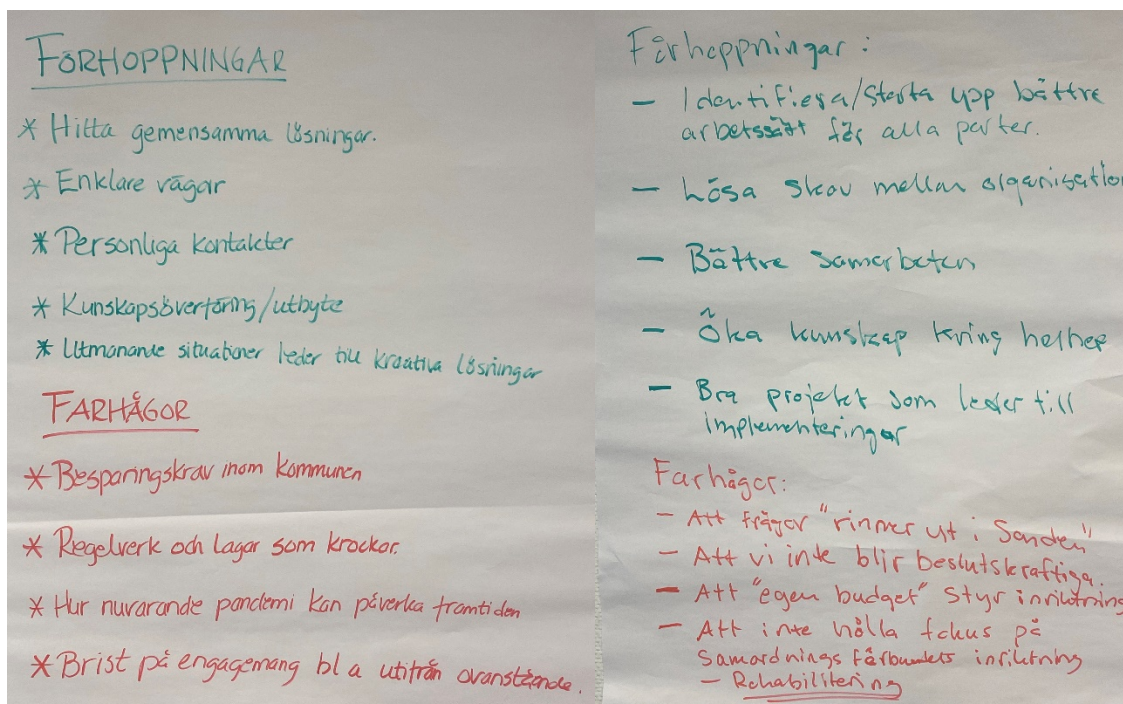 FÖRHOPPNINGAR
* Hitta gemensamma lösningar.
* Enklare vägar
* Personliga kontakter
* Kunskapsöverföring/utbyte
* Utmanande situationer leder till kreativa lösningar
FARHÅGOR
* Besparingskrav inom kommunen
* Regelverk och lagar som krockar.
* Hur nuvarande pandemi kan påverka framtiden
* Brist på engagemang bl a utifrån ovanstående.
Förhoppningar:
- Identifiera/Starta upp bättre
arbetssätt för alla parter.
- Lösa skav mellan organisation
- Bättre samarbeten
- Öka kunskap kring helhet
- Bra projekt som leder till
implementeringar
Farhågor:
- Att frågor "rinner ut i Sanden"
- Att vi inte blir beslutskraftiga.
- Att "egen budget" styr inriktning
- Att inte hålla fokus på
Samordningsförbundets inriktning
- Rehabilitering